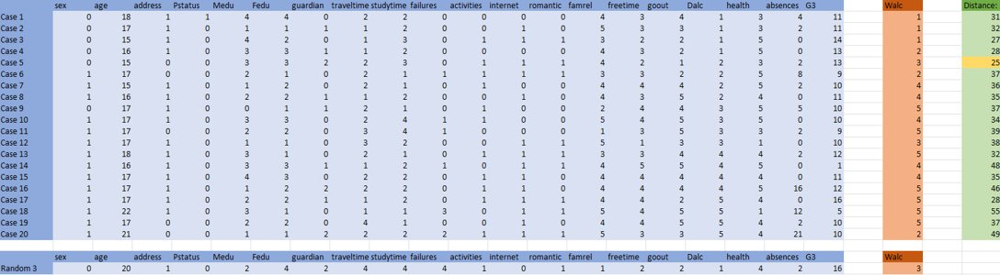 sex age address Pstatus Medu Fedu guardian traveltime studytime failures activities internet romantic famrel freetime goout Dalc health absences G3 Walc Distance:
Case 1 0 18 1 1 4 4 0 2 2 0 0 0 0 4 3 4 1 3 4 11 1 31
Case 2 0 17 1 0 1 1 1 1 2 0 0 1 0 5 3 3 1 3 2 11 1 32
Case 3 0 15 1 0 4 2 0 1 3 0 1 1 1 3 2 2 1 5 0 14 1 27
Case 4 0 16 1 0 3 3 1 1 2 0 0 0 0 4 3 2 1 5 0 13 2 28
Case 5 0 15 0 0 3 3 2 2 3 0 1 1 1 4 2 1 2 3 2 13 3 25
Case 6 1 17 0 0 2 1 0 2 1 1 1 1 0 3 3 2 2 5 8 9 2 37
Case 7 1 15 1 0 2 2 0 1 2 0 0 1 0 4 4 4 2 5 2 10 4 36
Case 8 1 16 1 0 2 2 1 1 2 0 0 1 0 4 3 5 2 4 0 11 4 35
Case 9 0 17 1 0 0 1 1 2 1 0 1 0 0 2 4 5 3 5 5 10 5 37
Case 10 1 17 1 0 3 3 0 2 4 1 1 0 0 5 4 5 3 5 0 10 4 34
Case 11 1 17 0 0 2 2 0 3 4 1 0 0 0 1 3 5 3 3 2 9 5 39
Case 12 1 17 1 0 1 1 0 3 2 0 0 1 1 5 1 3 3 1 0 10 3 38
Case 13 1 18 1 0 3 1 0 1 2 0 0 1 1 3 3 4 4 4 2 12 5 32
Case 14 1 16 1 0 3 3 1 1 2 1 0 1 1 4 5 5 4 5 0 1 4 48
Case 15 1 17 1 0 4 3 0 2 2 0 1 1 1 4 4 4 4 4 0 11 4 35
Case 16 1 17 1 0 2 2 0 2 2 0 1 1 1 4 4 4 4 5 16 12 5 46
Case 17 1 17 1 0 2 2 1 1 2 0 0 1 0 4 4 2 5 4 0 16 5 28
Case 18 1 22 1 0 3 1 0 1 1 3 0 1 1 5 4 5 5 1 12 5 5 55
Case 19 1 17 0 0 2 2 0 4 1 0 1 1 0 4 4 5 5 4 2 10 5 37
Case 20 1 21 0 0 1 1 2 2 2 2 1 1 0 5 3 3 5 4 21 10 2 49
sex age address Pstatus Medu Fedu guardian traveltime studytime failures activities internet romantic famrel freetime goout Dalc health absences G3 Walc
Random 3 0 20 1 0 2 4 2 4 4 4 1 0 1 1 2 2 1 4 2 16 3